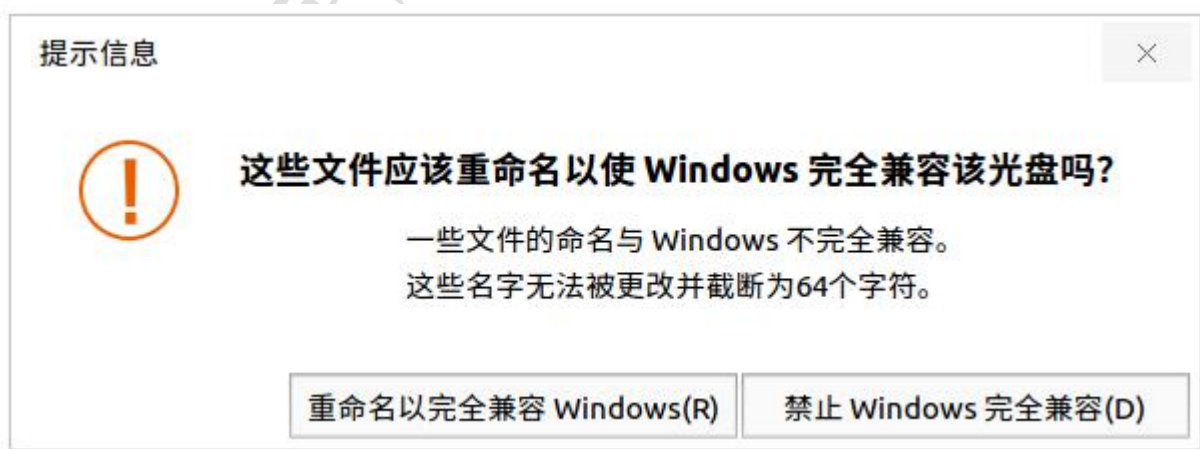 提示信息
这些文件应该重命名以使 Windows 完全兼容该光盘吗?
一些文件的命名与 Windows 不完全兼容。
这些名字无法被更改并截断为64个字符。
重命名以完全兼容 Windows(R)
禁止 Windows 完全兼容(D)